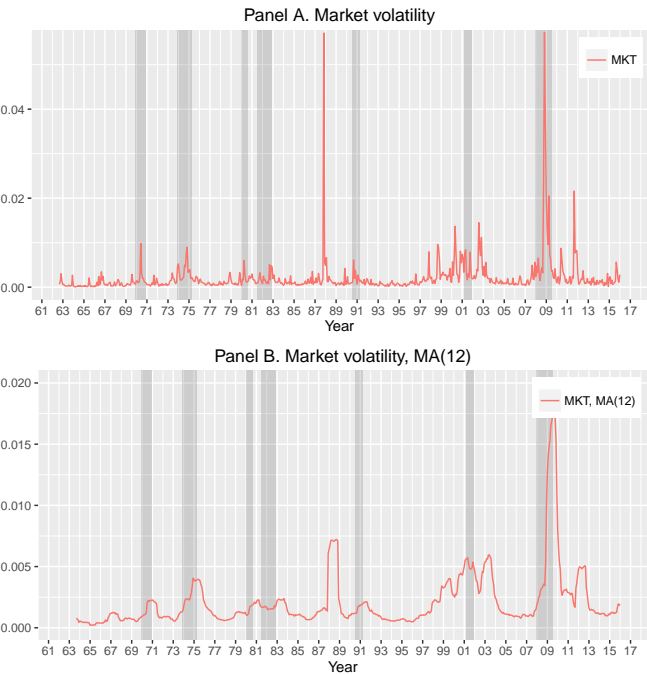 Panel A. Market volatility
MKT
0.04
0.02
0.00
61 63 65 67 69 71 73 75 77 79 81 83 85 87 89 91 93 95 97 99 01 03 05 07 09 11 13 15 17
Year
Panel B. Market volatility, MA(12)
0.020
MKT, MA(12)
0.015
0.010
0.005
0.000
61 63 65 67 69 71 73 75 77 79 81 83 85 87 89 91 93 95 97 99 01 03 05 07 09 11 13 15 17
Year